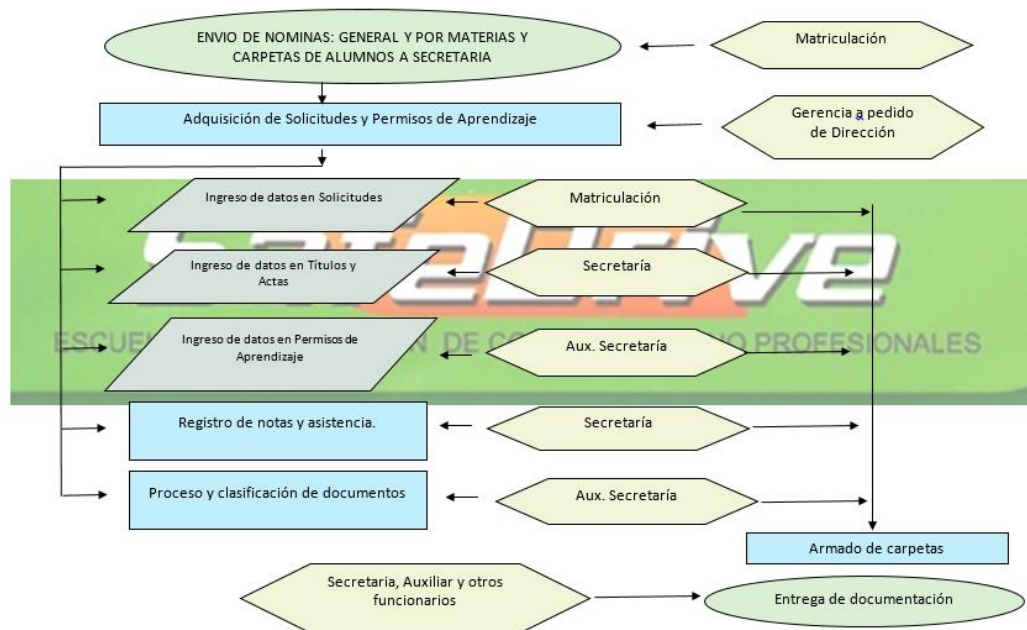 ENVIO DE NOMINAS: GENERAL Y POR MATERIAS Y
CARPETAS DE ALUMNOS A SECRETARIA
Matriculación
Adquisición de Solicitudes y Permisos de Aprendizaje
Gerencia a pedido
de Dirección
Ingreso de datos en Solicitudes
Matriculación
Ingreso de datos en Títulos y
Actas
Secretaría
SafeDrive
Ingreso de datos en Permisos de
Aprendizaje
Aux. Secretaría
PROFESIONALES
Registro de notas y asistencia.
Secretaría
Proceso y clasificación de documentos
Aux. Secretaría
Armado de carpetas
Secretaria, Auxiliar y otros
funcionarios
Entrega de documentación